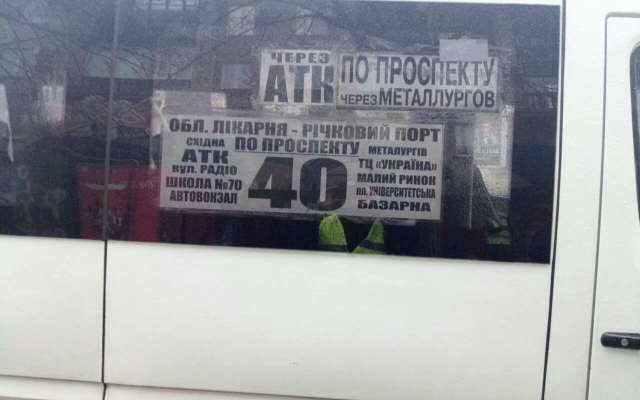 ЧЕРЕЗ
АТК
ПО ПРОСПЕКТУ
ЧЕРЕЗ МЕТАЛЛУРГОВ
ОБЛ. ЛІКАРНЯ - РІЧКОВИЙ ПОРТ
ПО ПРОСПЕКТУ
СХІДНА
АТК
ВУЛ. РАДІО
ШКОЛА №70
АВТОВОКЗАЛ
40
МЕТАЛУРГІВ
ТЦ «УКРАЇНА»
МАЛИЙ РИНОК
ПЛ. УНІВЕРСИТЕТСЬКА
БАЗАРНА